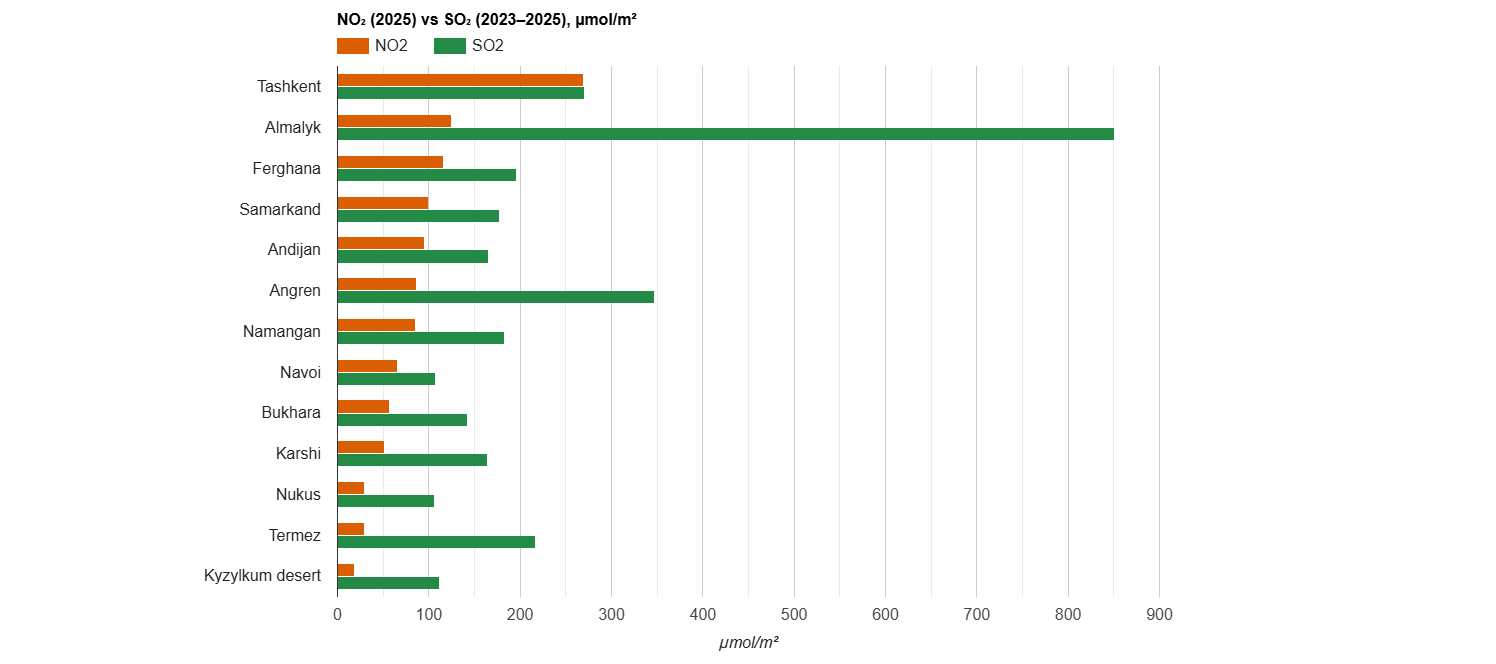 NO₂ (2025) vs SO₂ (2023–2025), µmol/m²
NO2 SO2
Tashkent
Almalyk
Ferghana
Samarkand
Andijan
Angren
Namangan
Navoi
Bukhara
Karshi
Nukus
Termez
Kyzylkum desert
0 100 200 300 400 500 600 700 800 900
µmol/m²